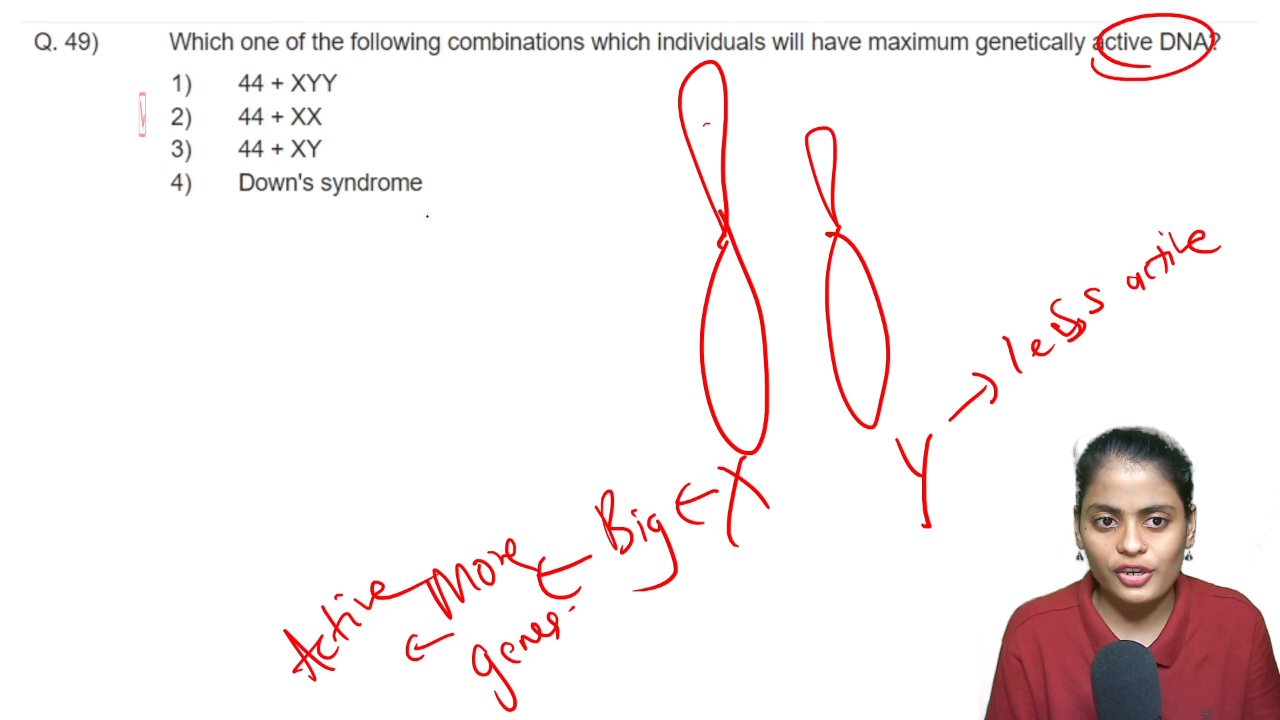 Q. 49) Which one of the following combinations which individuals will have maximum genetically active DNA?
1) 44 + XYY
2) 44 + XX
3) 44 + XY
4) Down's syndrome
less active
Y
X
Big
More
genes.
Active